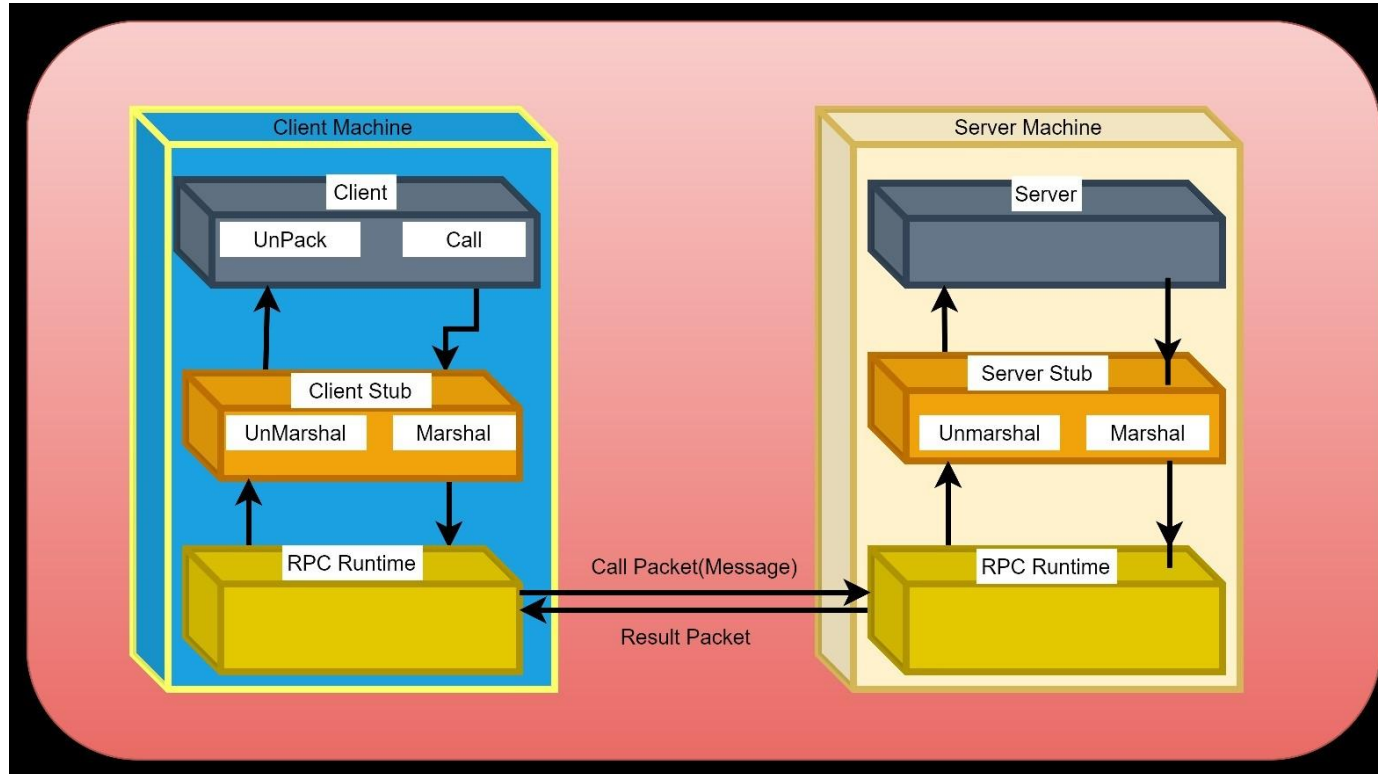 Client Machine
Client
UnPack
Call
Client Stub
UnMarshal
Marshal
RPC Runtime
Call Packet(Message)
Result Packet
Server Machine
Server
Server Stub
Unmarshal
Marshal
RPC Runtime